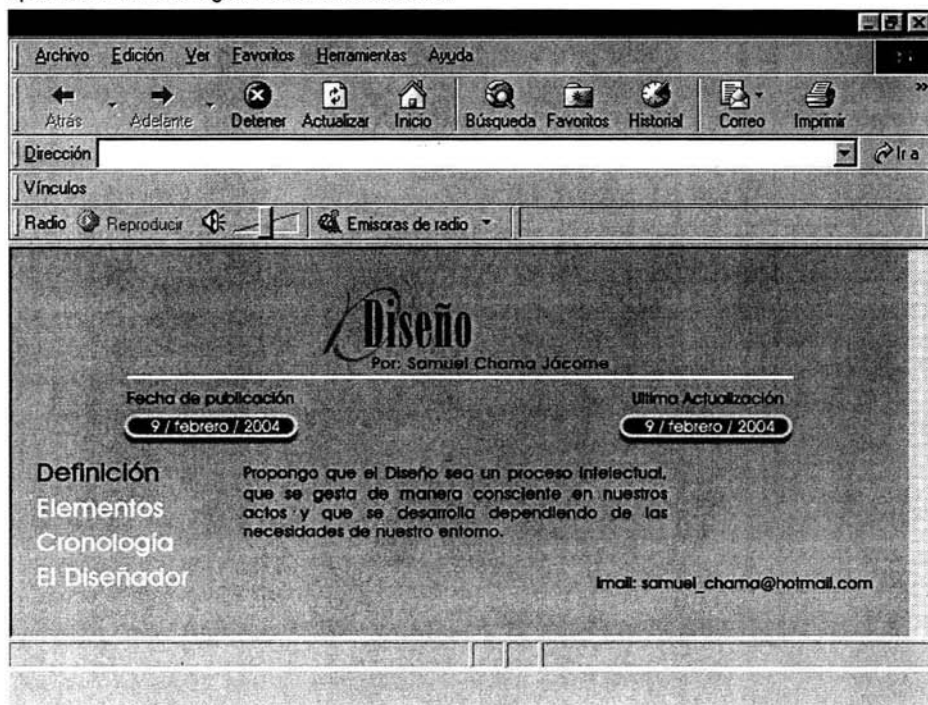 Archivo Edición Ver Favoritos Herramientas Ayuda
Atrás Adelante Detener Actualizar Inicio Búsqueda Favoritos Historial Correo Imprimir »
Dirección Ir a
Vínculos
Radio Reproducir Emisoras de radio
Diseño
Por: Samuel Chama Jácome
Fecha de publicación Ultima Actualización
9 / febrero / 2004 9 / febrero / 2004
Definición
Elementos
Cronología
El Diseñador
Propongo que el Diseño sea un proceso intelectual,
que se gesta de manera consciente en nuestros
actos y que se desarrolla dependiendo de las
necesidades de nuestro entorno.
imail: samuel_chama@hotmail.com